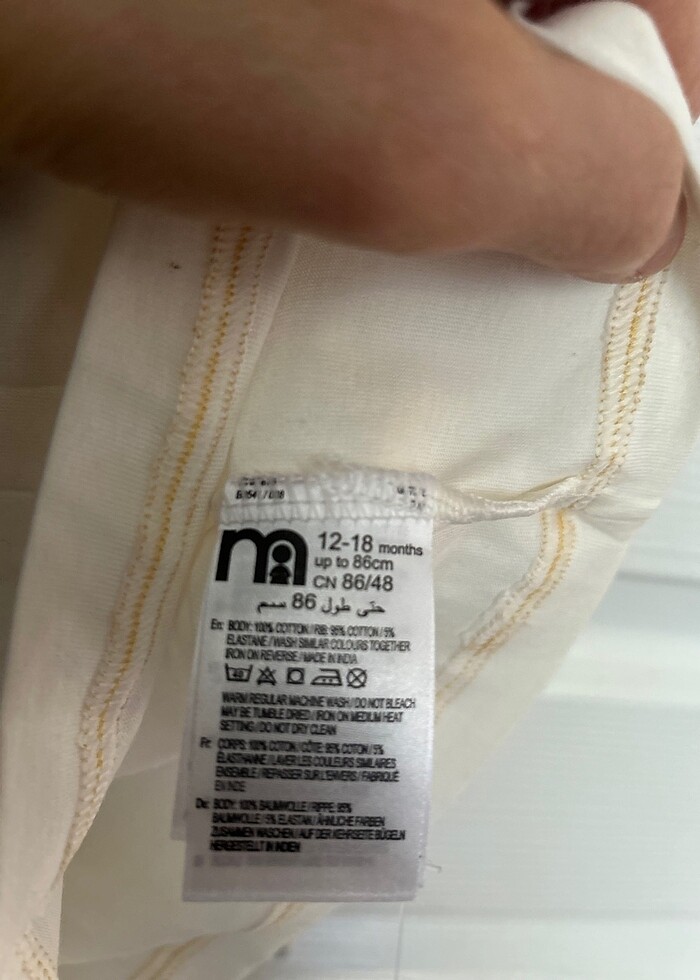 m
12-18 months
up to 86cm
CN 86/48
حتى طول 86 سم
En: BODY: 100% COTTON / RIB: 95% COTTON / 5%
ELASTANE / WASH SIMILAR COLOURS TOGETHER
IRON ON REVERSE / MADE IN INDIA
40
WARM REGULAR MACHINE WASH / DO NOT BLEACH
MAY BE TUMBLE DRIED / IRON ON MEDIUM HEAT
SETTING / DO NOT DRY CLEAN
Fr: CORPS: 100% COTON / CÔTE: 95% COTON / 5%
ÉLASTHANNE / LAVER LES COULEURS SIMILAIRES
ENSEMBLE / REPASSER SUR L'ENVERS / FABRIQUÉ
EN INDE
De: BODY: 100% BAUMWOLLE / RIPPE: 95%
BAUMWOLLE / 5% ELASTAN / ÄHNLICHE FARBEN
ZUSAMMEN WASCHEN / AUF DER KEHRSEITE BÜGELN
HERGESTELLT IN INDIEN